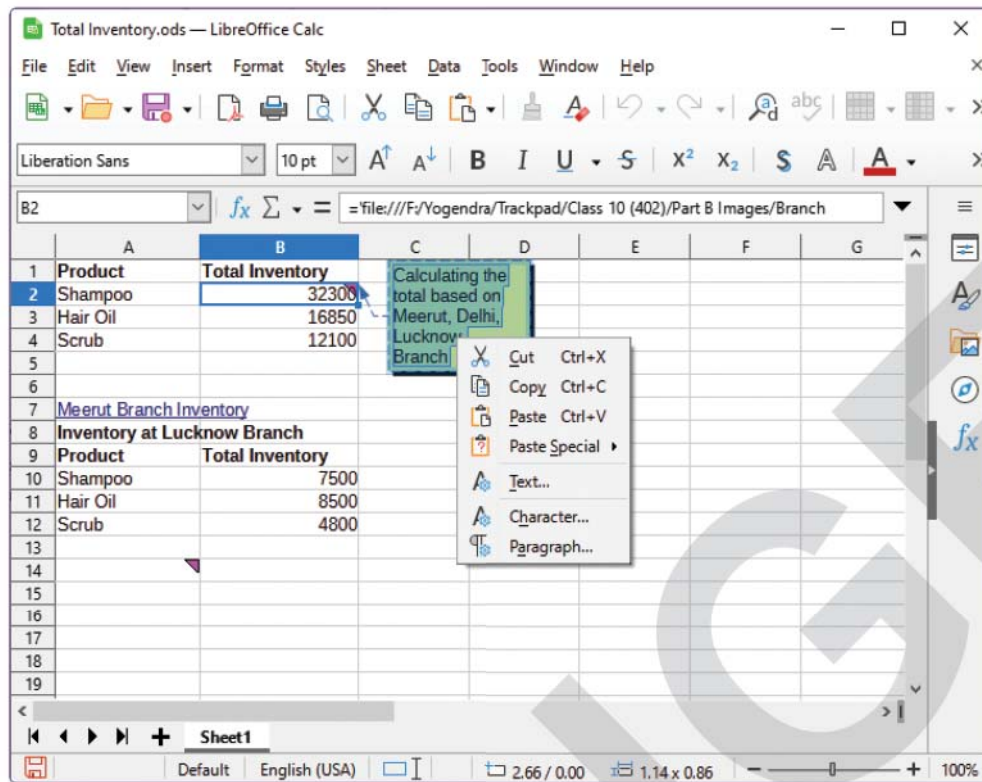 Total Inventory.ods — LibreOffice Calc
File Edit View Insert Format Styles Sheet Data Tools Window Help
Liberation Sans 10 pt A A B I U S X² X₂ S A A
B2 fx Σ = ='file:///F:/Yogendra/Trackpad/Class 10 (402)/Part B Images/Branch
A B C D E F G
1 Product Total Inventory
2 Shampoo 32300
3 Hair Oil 16850
4 Scrub 12100
5
6
7 Meerut Branch Inventory
8 Inventory at Lucknow Branch
9 Product Total Inventory
10 Shampoo 7500
11 Hair Oil 8500
12 Scrub 4800
13
14
15
16
17
18
19
Calculating the
total based on
Meerut, Delhi,
Lucknow
Branch
Cut Ctrl+X
Copy Ctrl+C
Paste Ctrl+V
Paste Special
Text...
Character...
Paragraph...
Sheet1
Default English (USA) 2.66 / 0.00 1.14 x 0.86 100%